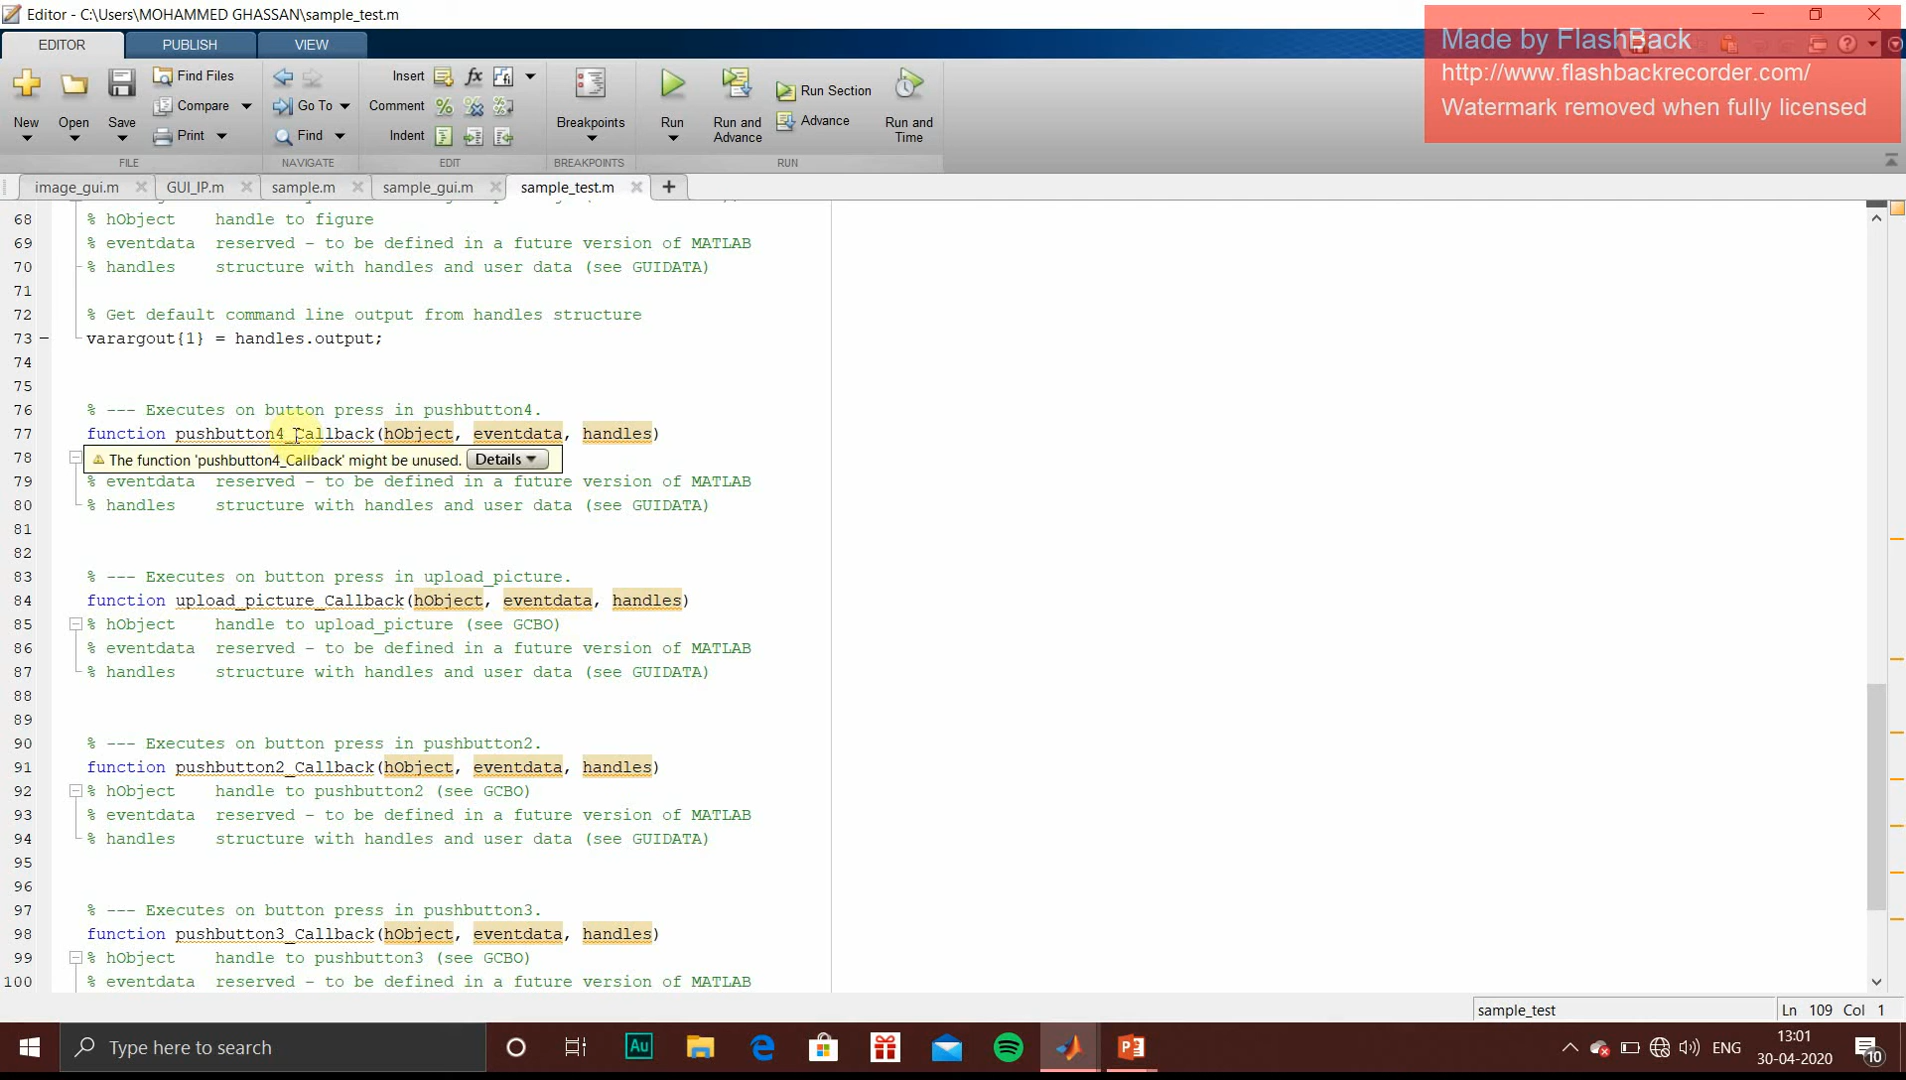 Editor - C:\Users\MOHAMMED GHASSAN\sample_test.m
Made by FlashBack
http://www.flashbackrecorder.com/
Watermark removed when fully licensed
EDITOR PUBLISH VIEW
New Open Save Find Files Compare Print
Go To Find
Insert fx
Comment
Indent
Breakpoints
Run Run and Advance Run Section Advance Run and Time
FILE NAVIGATE EDIT BREAKPOINTS RUN
image_gui.m GUI_IP.m sample.m sample_gui.m sample_test.m
68 % hObject    handle to figure
69 % eventdata  reserved - to be defined in a future version of MATLAB
70 % handles    structure with handles and user data (see GUIDATA)
71
72 % Get default command line output from handles structure
73 varargout{1} = handles.output;
74
75
76 % --- Executes on button press in pushbutton4.
77 function pushbutton4_Callback(hObject, eventdata, handles)
78 The function 'pushbutton4_Callback' might be unused. Details
79 % eventdata  reserved - to be defined in a future version of MATLAB
80 % handles    structure with handles and user data (see GUIDATA)
81
82
83 % --- Executes on button press in upload_picture.
84 function upload_picture_Callback(hObject, eventdata, handles)
85 % hObject    handle to upload_picture (see GCBO)
86 % eventdata  reserved - to be defined in a future version of MATLAB
87 % handles    structure with handles and user data (see GUIDATA)
88
89
90 % --- Executes on button press in pushbutton2.
91 function pushbutton2_Callback(hObject, eventdata, handles)
92 % hObject    handle to pushbutton2 (see GCBO)
93 % eventdata  reserved - to be defined in a future version of MATLAB
94 % handles    structure with handles and user data (see GUIDATA)
95
96
97 % --- Executes on button press in pushbutton3.
98 function pushbutton3_Callback(hObject, eventdata, handles)
99 % hObject    handle to pushbutton3 (see GCBO)
100 % eventdata  reserved - to be defined in a future version of MATLAB
sample_test Ln 109 Col 1
Type here to search
Au
ENG
13:01
30-04-2020
10